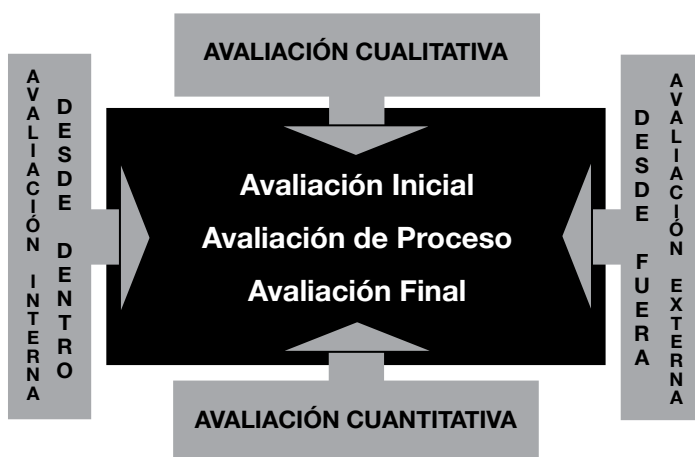 AVALIACIÓN CUALITATIVA
AVALIACIÓN INTERNA
DESDE DENTRO
Avaliación Inicial
Avaliación de Proceso
Avaliación Final
DESDE FUERA
AVALIACIÓN EXTERNA
AVALIACIÓN CUANTITATIVA